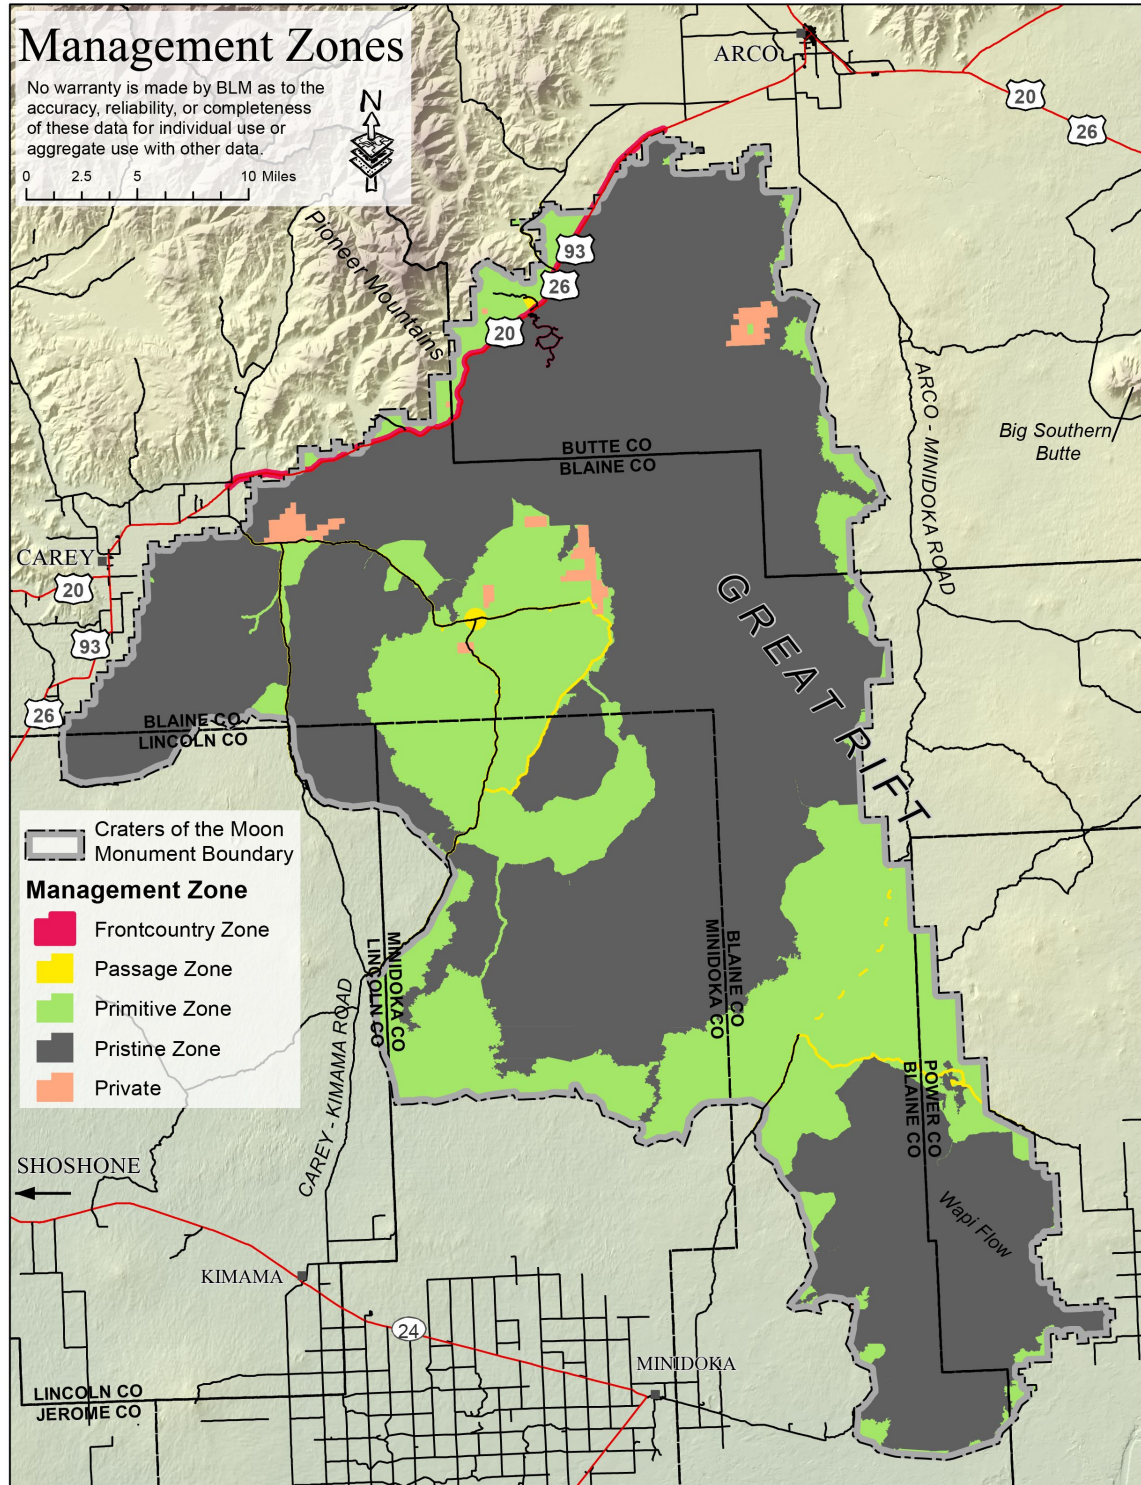 Management Zones
No warranty is made by BLM as to the
accuracy, reliability, or completeness
of these data for individual use or
aggregate use with other data.
N
0 2.5 5 10 Miles
ARCO
20
26
Pioneer Mountains
93
26
20
ARCO - MINIDOKA ROAD
Big Southern
Butte
BUTTE CO
BLAINE CO
CAREY
20
93
26
GREAT RIFT
BLAINE CO
LINCOLN CO
Craters of the Moon
Monument Boundary
Management Zone
Frontcountry Zone
Passage Zone
Primitive Zone
Pristine Zone
Private
MINIDOKA CO
LINCOLN CO
BLAINE CO
MINIDOKA CO
CAREY - KIMAMA ROAD
POWER CO
BLAINE CO
SHOSHONE
Wapi Flow
KIMAMA
24
MINIDOKA
LINCOLN CO
JEROME CO